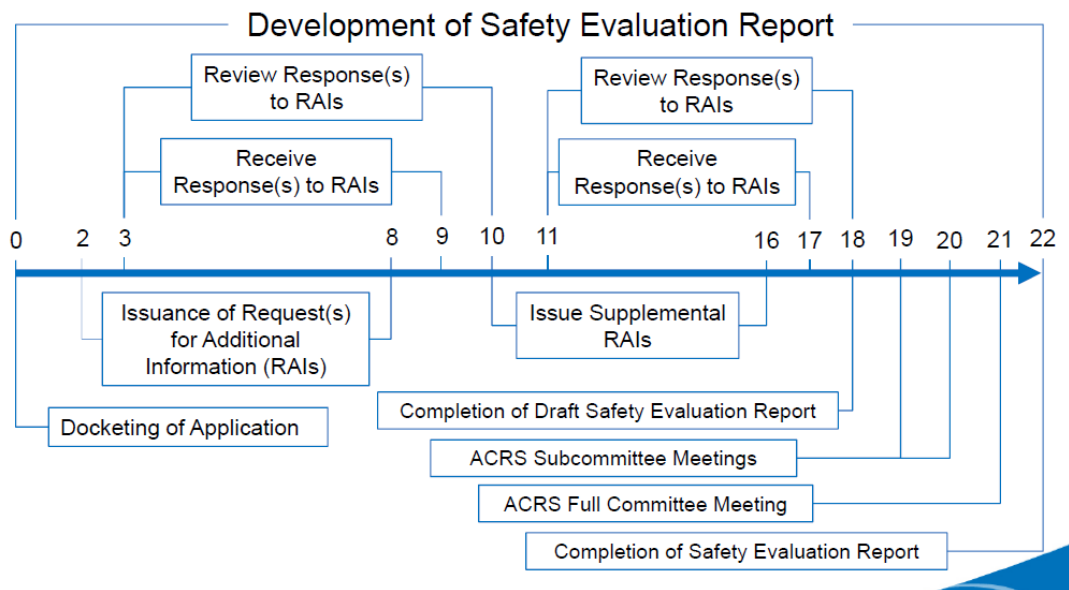 Development of Safety Evaluation Report
Review Response(s)
to RAIs
Review Response(s)
to RAIs
Receive
Response(s) to RAIs
Receive
Response(s) to RAIs
0 2 3 8 9 10 11 16 17 18 19 20 21 22
Issuance of Request(s)
for Additional
Information (RAIs)
Issue Supplemental
RAIs
Completion of Draft Safety Evaluation Report
Docketing of Application
ACRS Subcommittee Meetings
ACRS Full Committee Meeting
Completion of Safety Evaluation Report